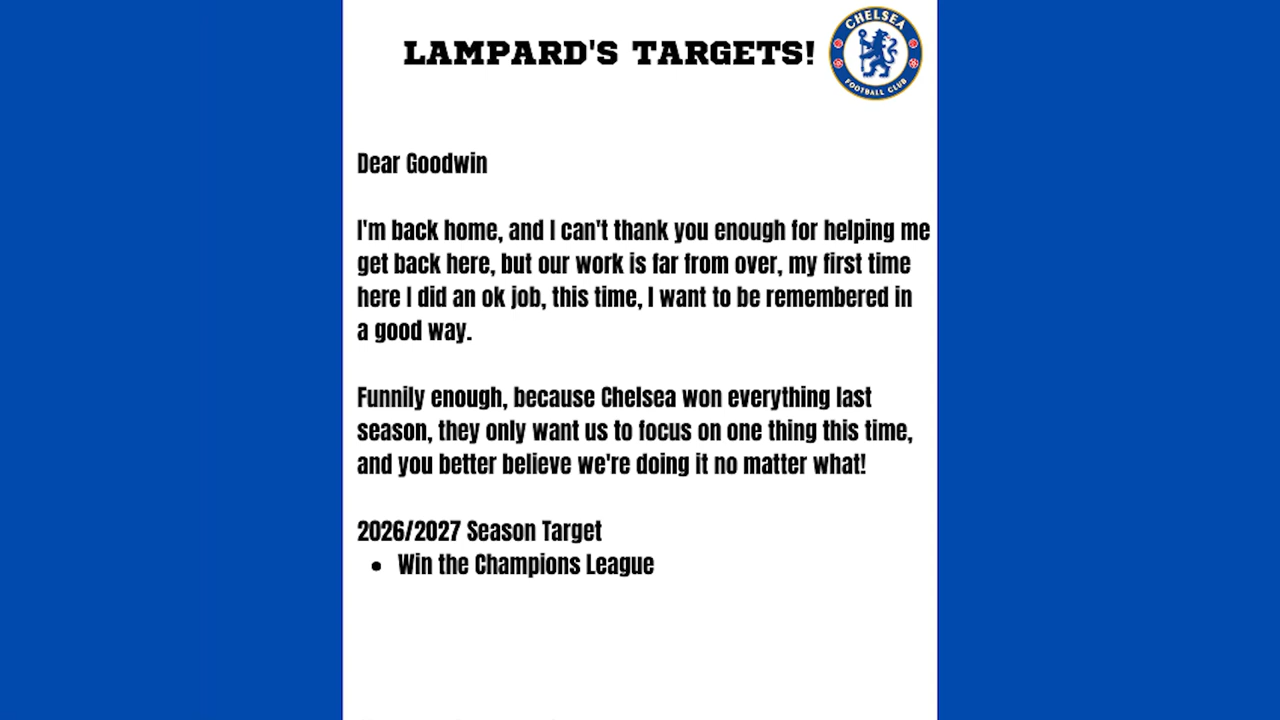 LAMPARD'S TARGETS!
CHELSEA
FOOTBALL CLUB
Dear Goodwin
I'm back home, and I can't thank you enough for helping me
get back here, but our work is far from over, my first time
here I did an ok job, this time, I want to be remembered in
a good way.
Funnily enough, because Chelsea won everything last
season, they only want us to focus on one thing this time,
and you better believe we're doing it no matter what!
2026/2027 Season Target
• Win the Champions League